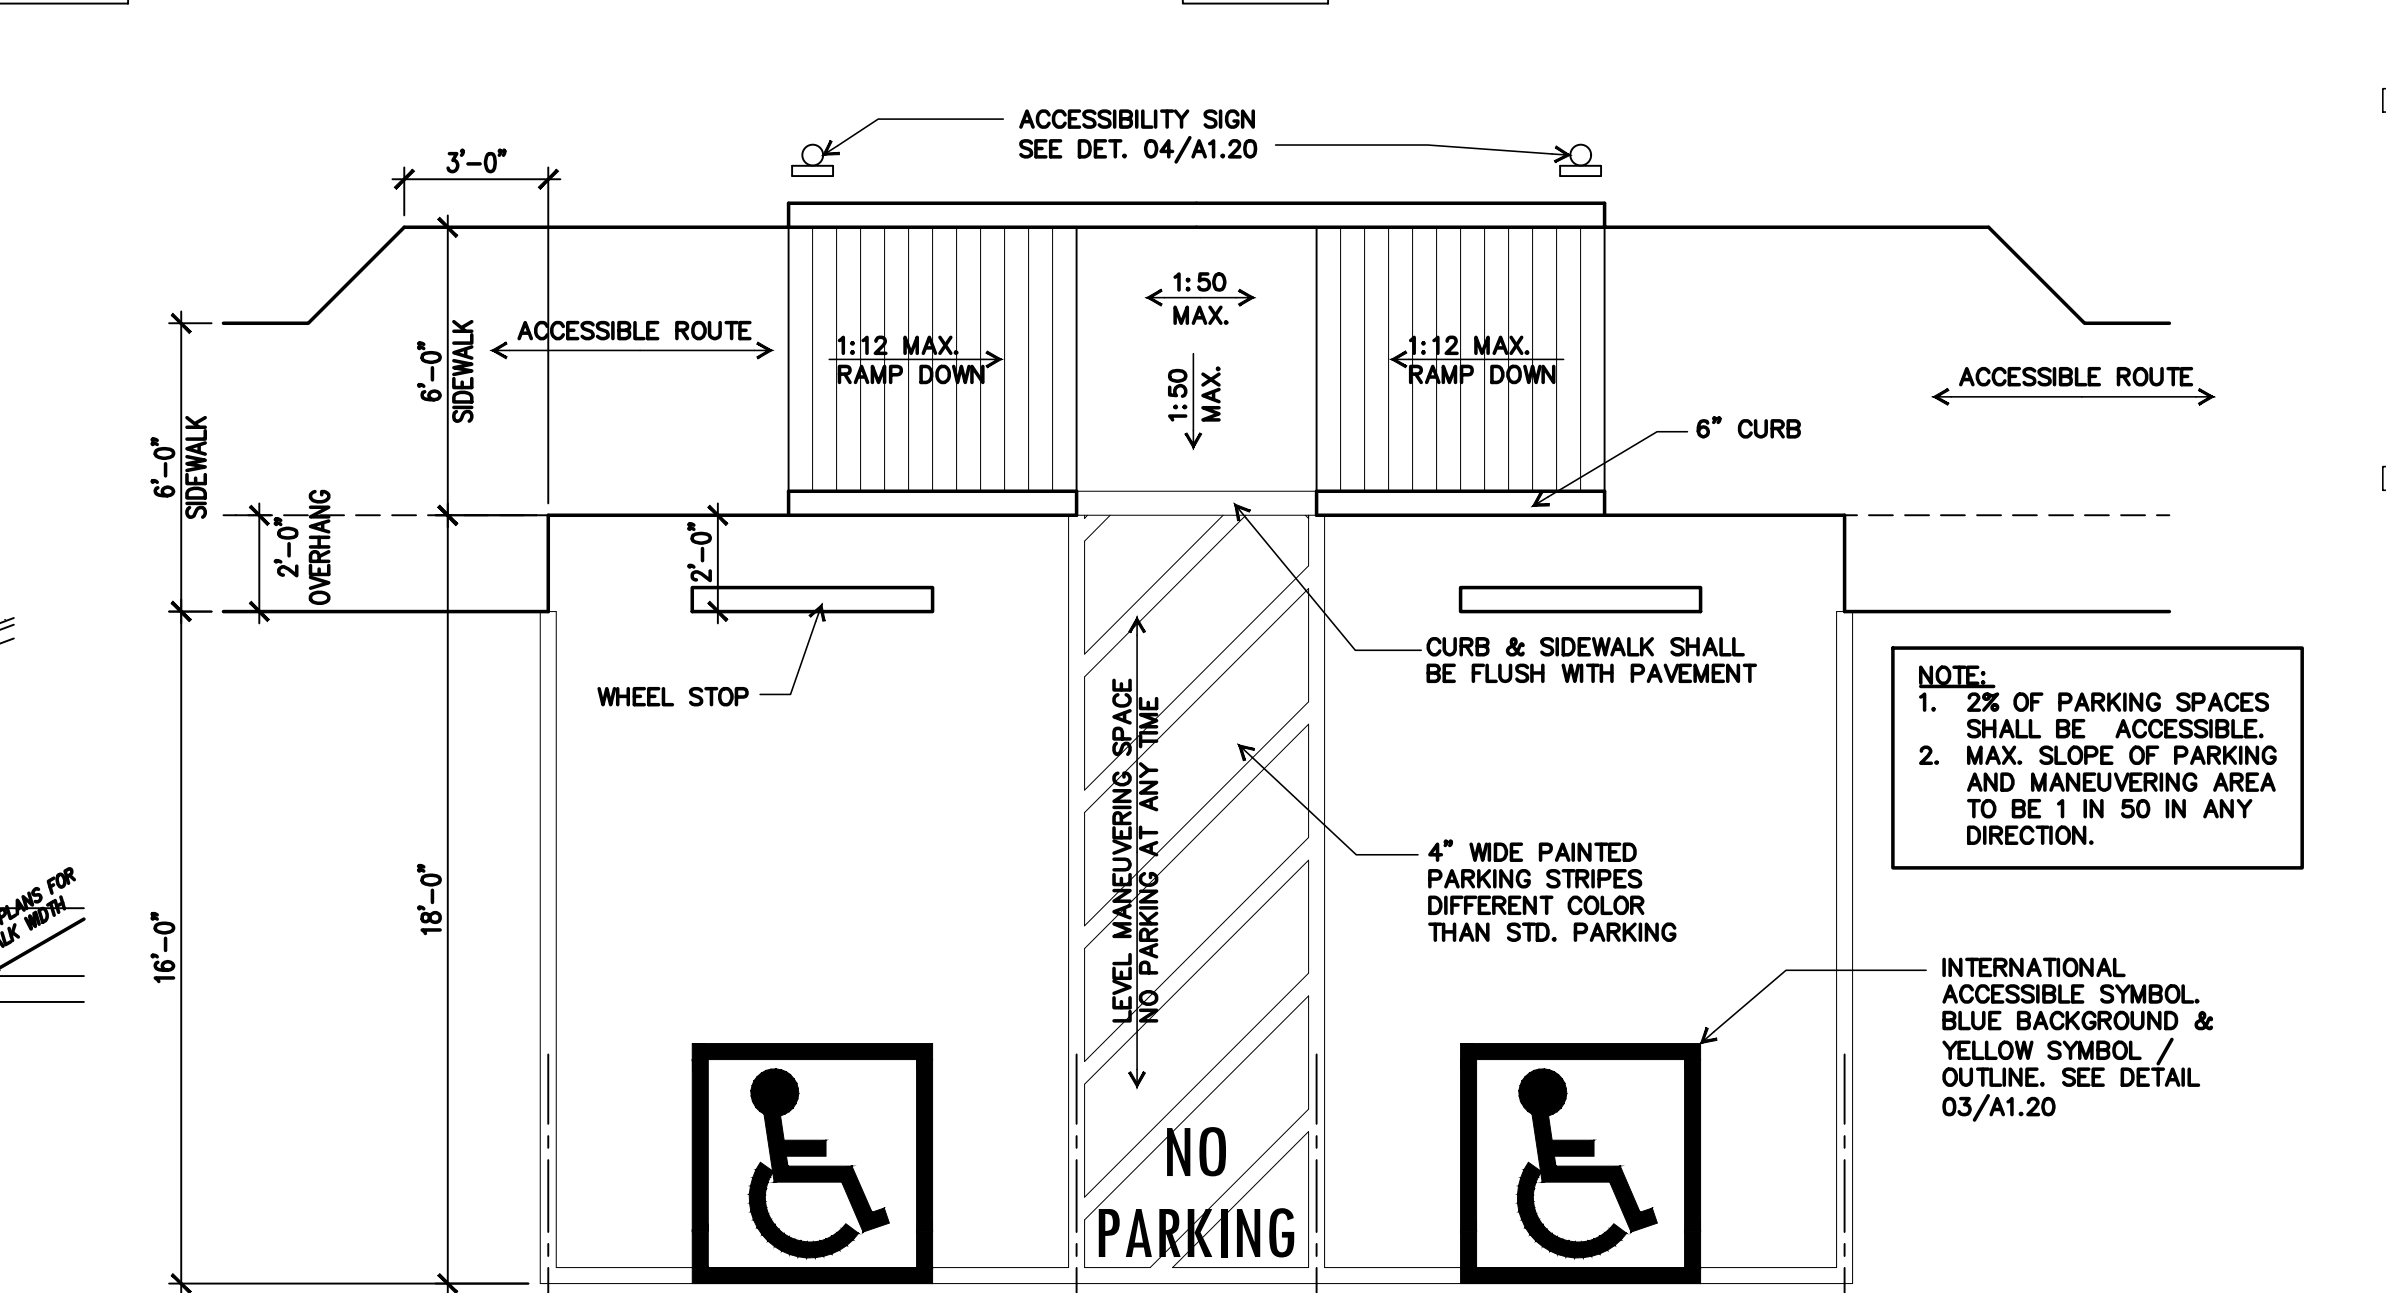 ACCESSIBILITY SIGN
SEE DET. 04/A1.20
3'-0"
1:50
MAX.
ACCESSIBLE ROUTE
6'-0"
SIDEWALK
1:12 MAX.
RAMP DOWN
1:50
MAX.
1:12 MAX.
RAMP DOWN
ACCESSIBLE ROUTE
6" CURB
6'-0"
SIDEWALK
2'-0"
OVERHANG
2'-0"
WHEEL STOP
CURB & SIDEWALK SHALL
BE FLUSH WITH PAVEMENT
NOTE:
1. 2% OF PARKING SPACES
SHALL BE ACCESSIBLE.
2. MAX. SLOPE OF PARKING
AND MANEUVERING AREA
TO BE 1 IN 50 IN ANY
DIRECTION.
LEVEL MANEUVERING SPACE
NO PARKING AT ANY TIME
4" WIDE PAINTED
PARKING STRIPES
DIFFERENT COLOR
THAN STD. PARKING
PLANS FOR
WIDTH
16'-0"
18'-0"
INTERNATIONAL
ACCESSIBLE SYMBOL.
BLUE BACKGROUND &
YELLOW SYMBOL /
OUTLINE. SEE DETAIL
03/A1.20
NO
PARKING